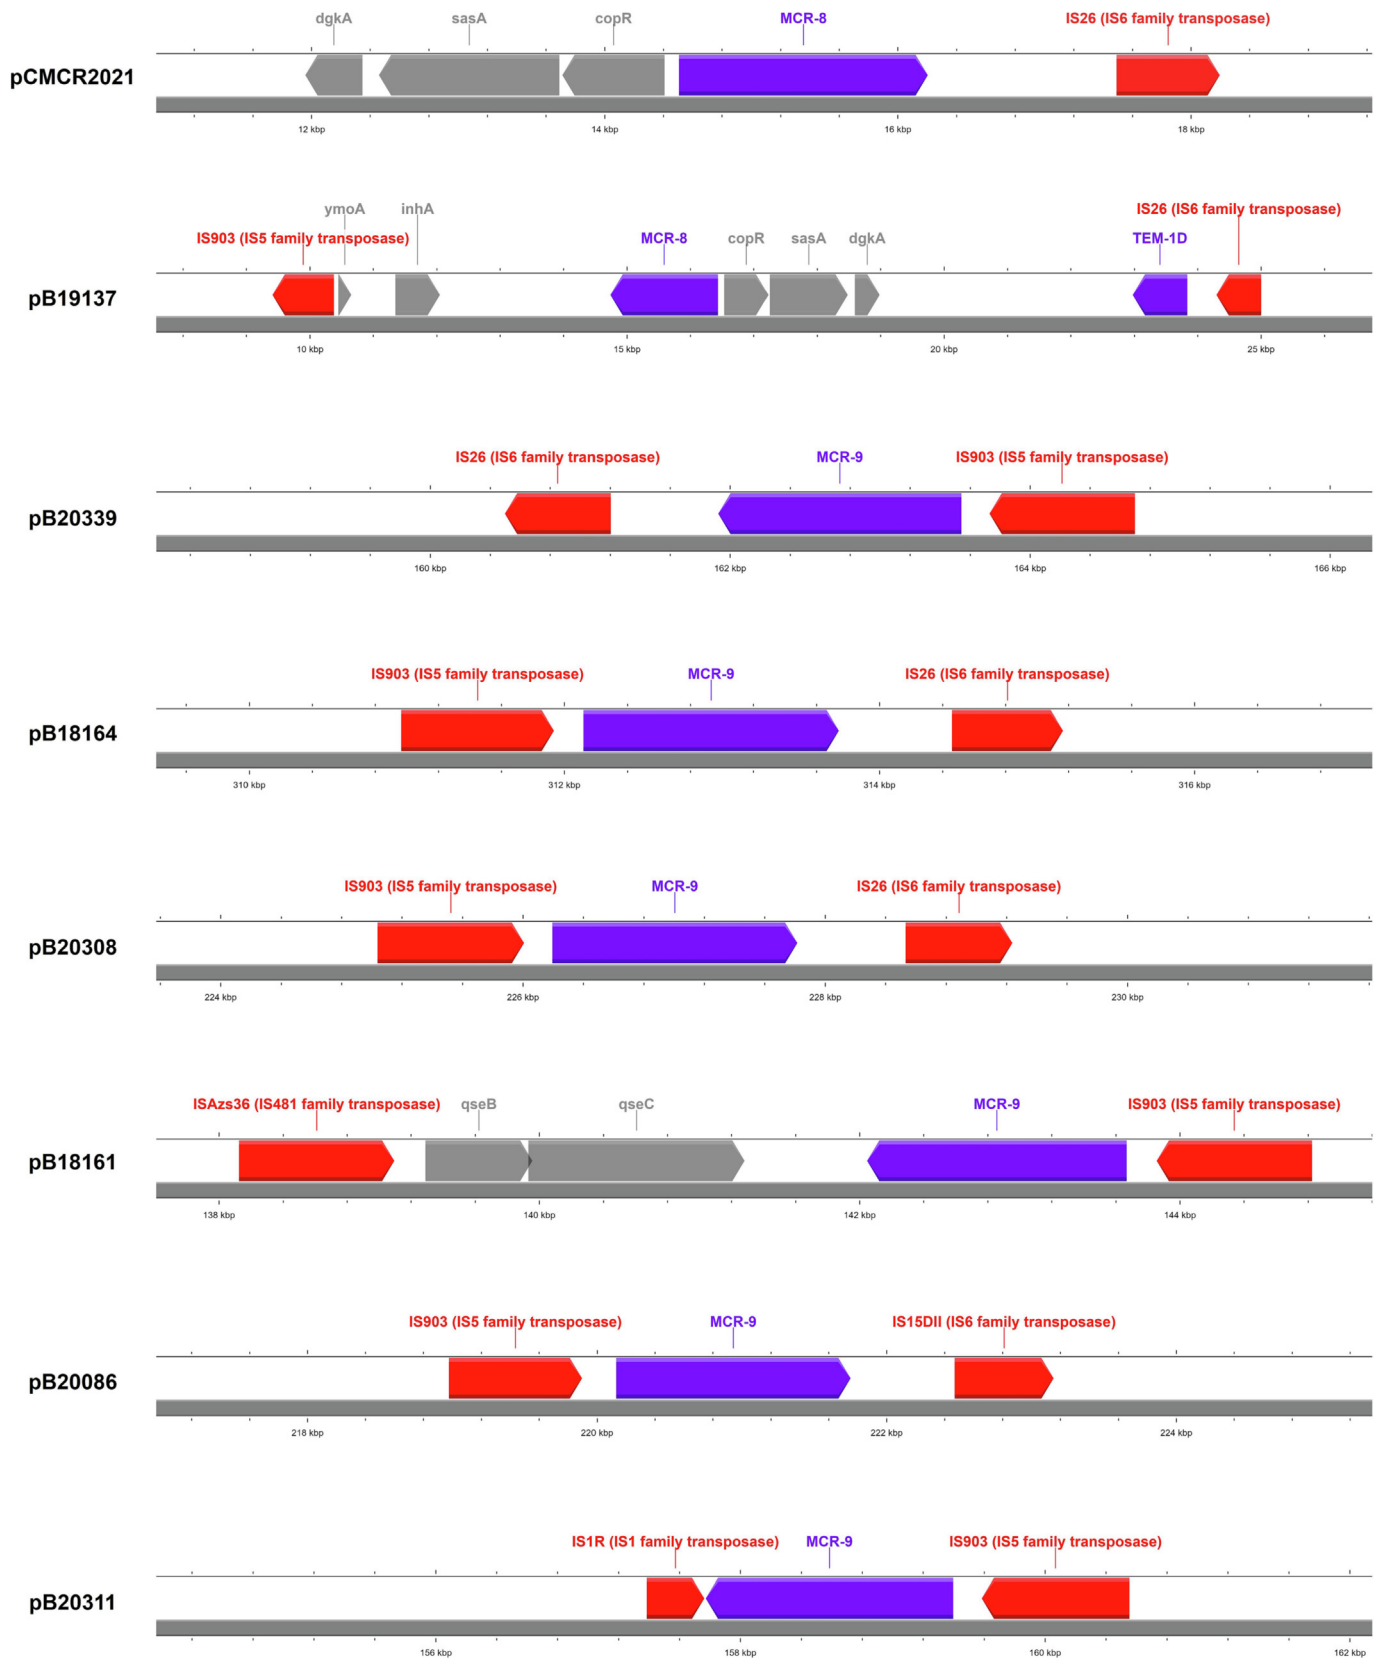 dgkA sasA copR MCR-8 IS26 (IS6 family transposase)
pCMCR2021
12 kbp 14 kbp 16 kbp 18 kbp
ymoA inhA IS26 (IS6 family transposase)
IS903 (IS5 family transposase) MCR-8 copR sasA dgkA TEM-1D
pB19137
10 kbp 15 kbp 20 kbp 25 kbp
IS26 (IS6 family transposase) MCR-9 IS903 (IS5 family transposase)
pB20339
160 kbp 162 kbp 164 kbp 166 kbp
IS903 (IS5 family transposase) MCR-9 IS26 (IS6 family transposase)
pB18164
310 kbp 312 kbp 314 kbp 316 kbp
IS903 (IS5 family transposase) MCR-9 IS26 (IS6 family transposase)
pB20308
224 kbp 226 kbp 228 kbp 230 kbp
ISAzs36 (IS481 family transposase) qseB qseC MCR-9 IS903 (IS5 family transposase)
pB18161
138 kbp 140 kbp 142 kbp 144 kbp
IS903 (IS5 family transposase) MCR-9 IS15DII (IS6 family transposase)
pB20086
218 kbp 220 kbp 222 kbp 224 kbp
IS1R (IS1 family transposase) MCR-9 IS903 (IS5 family transposase)
pB20311
156 kbp 158 kbp 160 kbp 162 kbp